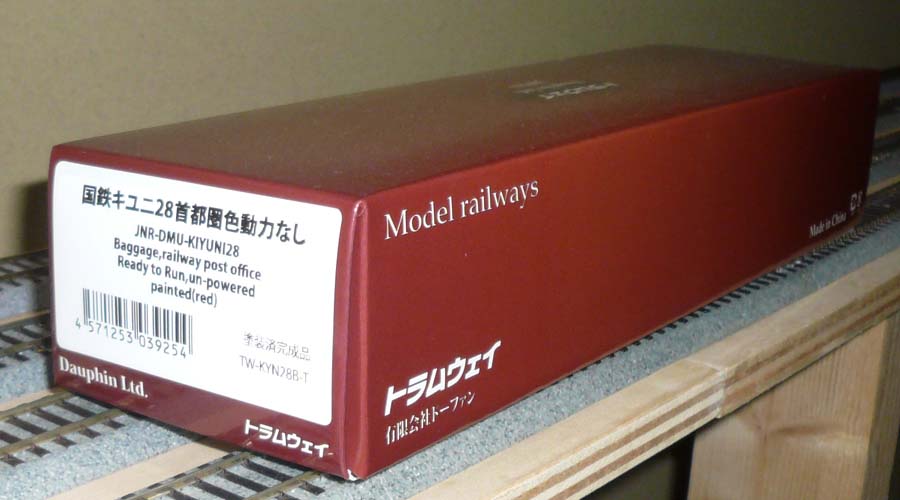 国鉄キユニ28首都圏色動力なし
JNR-DMU-KIYUNI28
Baggage,railway post office
Ready to Run,un-powered
painted(red)
4 571253 039254
塗装済完成品
TW-KYN28B-T
Dauphin Ltd.
トラムウェイ
Model railways
トラムウェイ
有限会社トーファン
Made in China